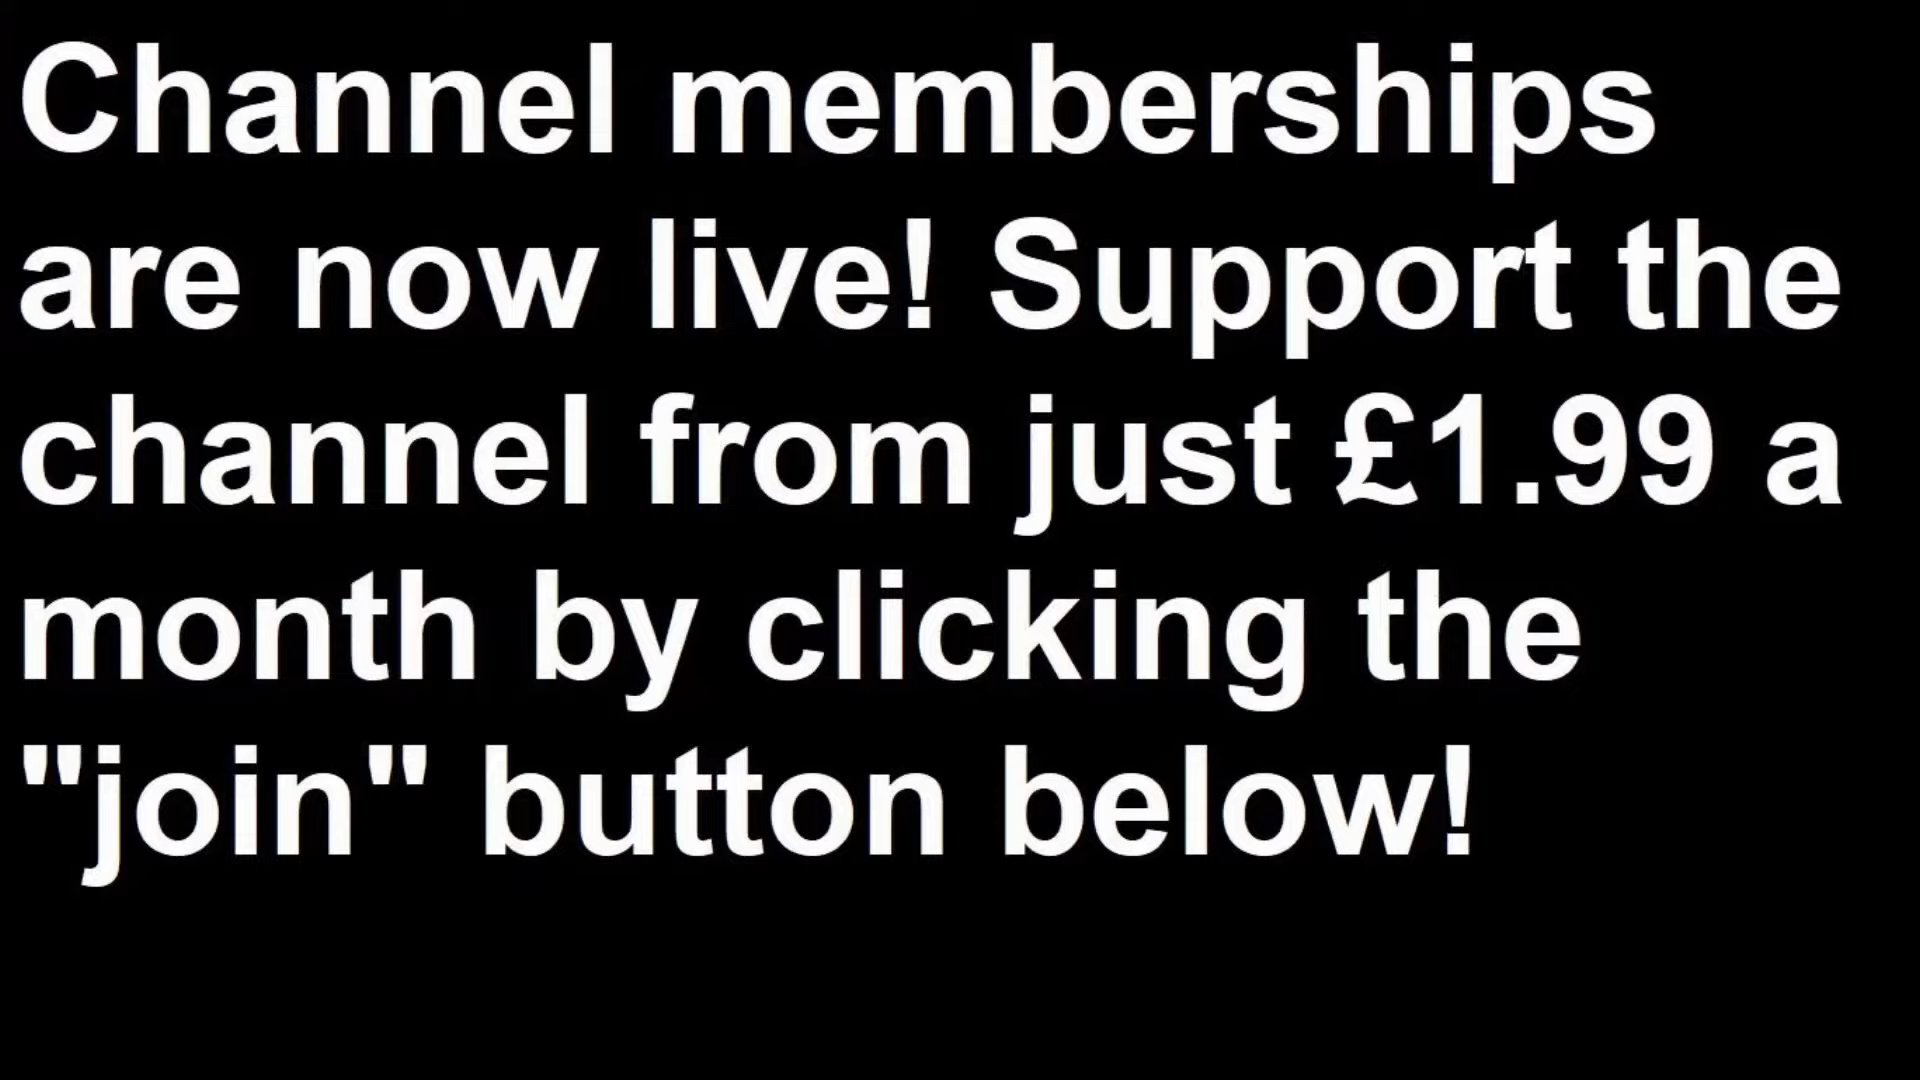 Channel memberships
are now live! Support the
channel from just £1.99 a
month by clicking the
"join" button below!